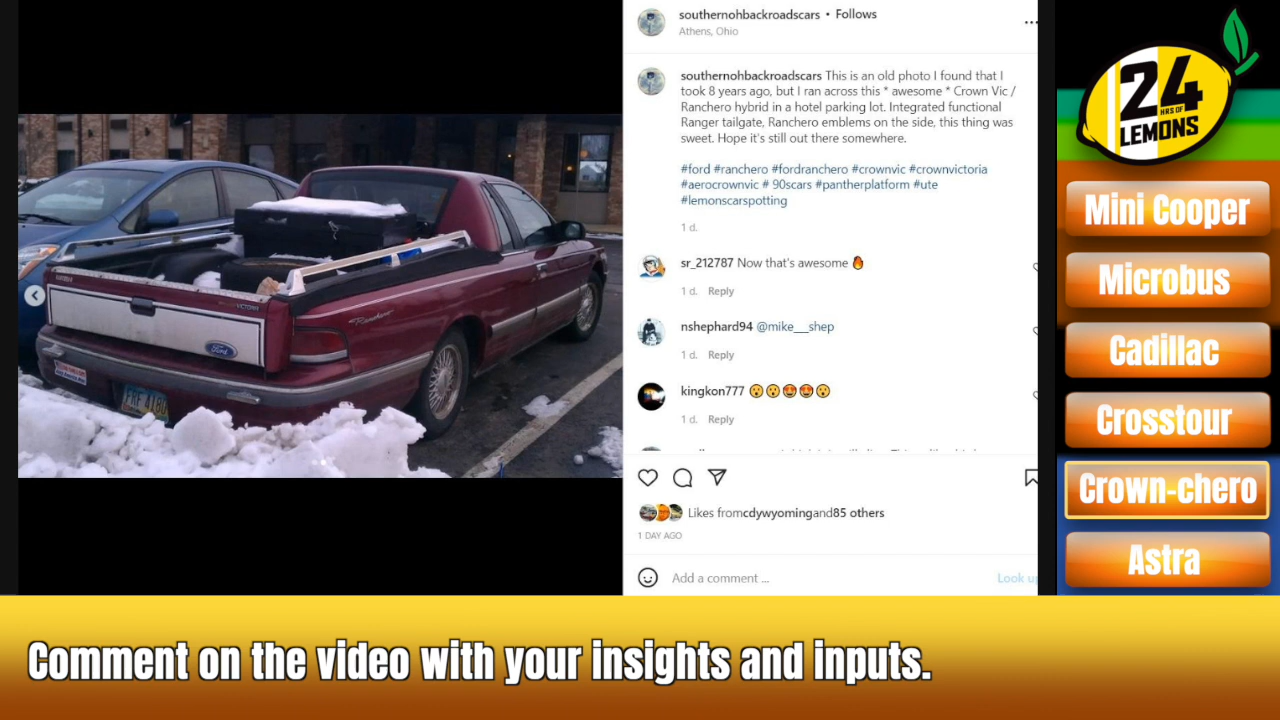 southernohbackroadscars • Follows
Athens, Ohio
southernohbackroadscars This is an old photo I found that I
took 8 years ago, but I ran across this * awesome * Crown Vic /
Ranchero hybrid in a hotel parking lot. Integrated functional
Ranger tailgate, Ranchero emblems on the side, this thing was
sweet. Hope it's still out there somewhere.
#ford #ranchero #fordranchero #crownvic #crownvictoria
#aerocrownvic # 90scars #pantherplatform #ute
#lemonscarspotting
1 d.
sr_212787 Now that's awesome 🔥
1 d. Reply
nshephard94 @mike__shep
1 d. Reply
kingkon777 😮😮😍😍😮
1 d. Reply
Likes fromcdywyomingand85 others
1 DAY AGO
Add a comment ...
Look up
Ranchero
Ford
24
HRS OF
LEMONS
Mini Cooper
Microbus
Cadillac
Crosstour
Crown-chero
Astra
Comment on the video with your insights and inputs.